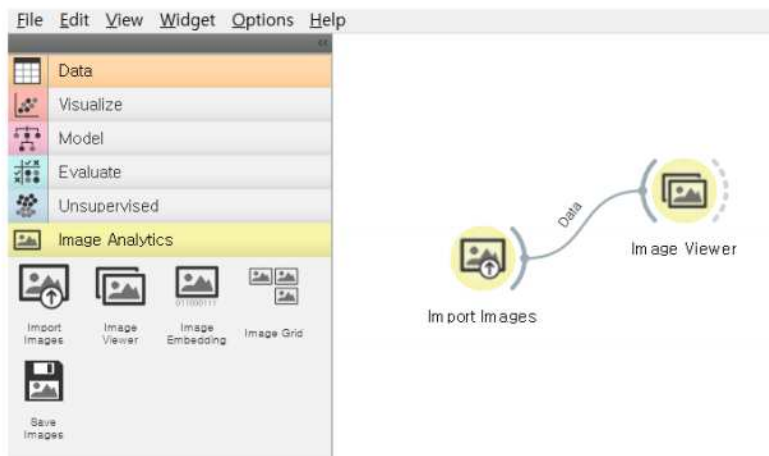 File Edit View Widget Options Help
Data
Visualize
Model
Evaluate
Unsupervised
Image Analytics
Import
Images
Image
Viewer
Image
Embedding
Image Grid
Save
Images
Data
Import Images
Image Viewer